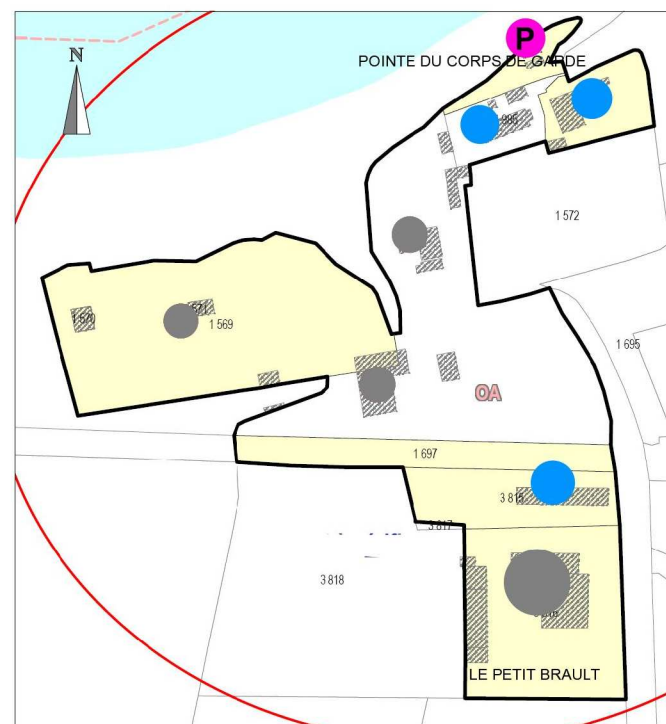 P
N
POINTE DU CORPS DE GARDE
1 572
1 569
1 695
OA
1 697
3 815
3 817
3 818
LE PETIT BRAULT